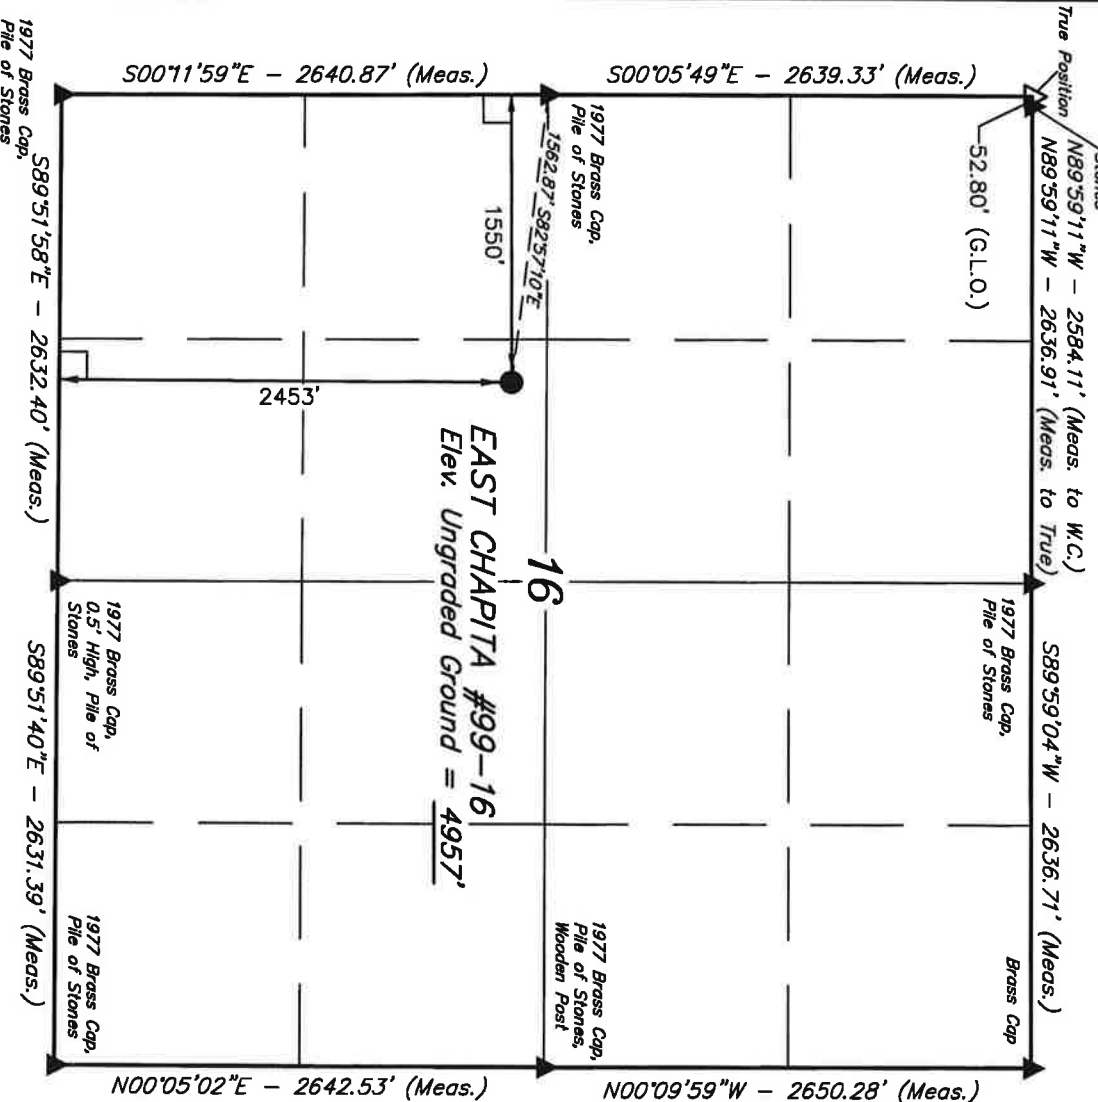 True Position
N89°59'11"W - 2584.11' (Meas. to W.C.)
N89°59'11"W - 2636.91' (Meas. to True)
S89°59'04"W - 2636.71' (Meas.)
52.80' (G.L.O.)
1977 Brass Cap,
Pile of Stones
Brass Cap
S00°05'49"E - 2639.33' (Meas.)
N00°09'59"W - 2650.28' (Meas.)
1977 Brass Cap,
Pile of Stones
1562.87' S82°57'10"E
1550'
16
1977 Brass Cap,
Pile of Stones,
Wooden Post
EAST CHAPITA #99-16
Elev. Ungraded Ground = 4957'
2453'
S00°11'59"E - 2640.87' (Meas.)
N00°05'02"E - 2642.53' (Meas.)
1977 Brass Cap,
0.5' High, Pile of
Stones
1977 Brass Cap,
Pile of Stones
1977 Brass Cap,
Pile of Stones
S89°51'58"E - 2632.40' (Meas.)
S89°51'40"E - 2631.39' (Meas.)